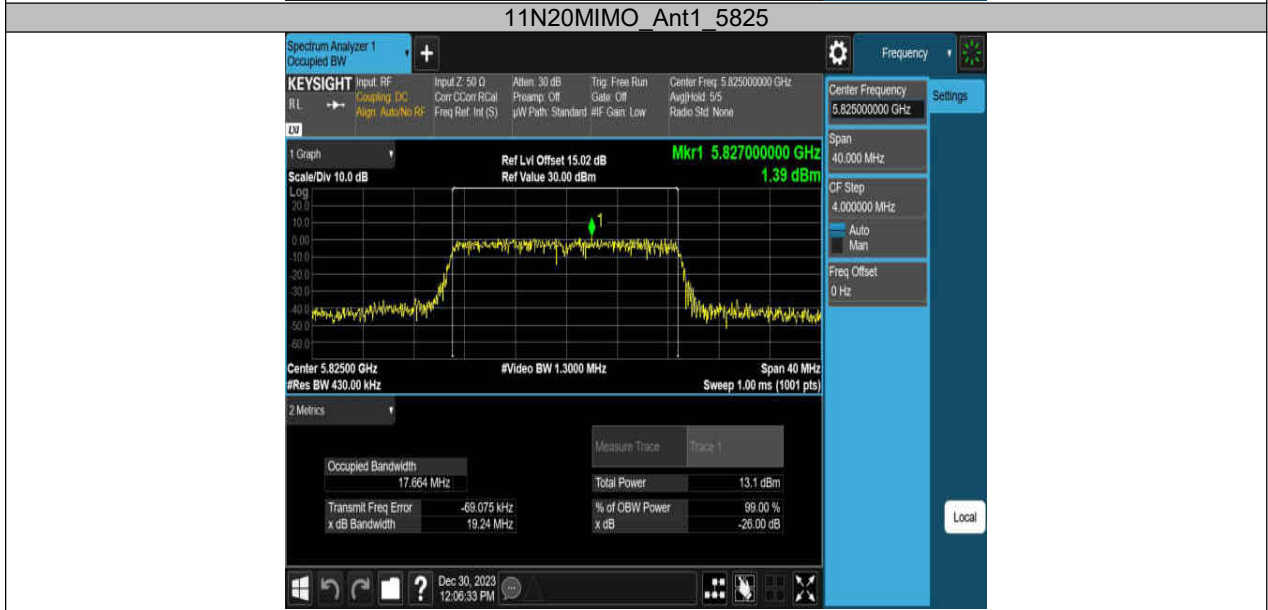 11N20MIMO_Ant1_5825
Spectrum Analyzer 1
Occupied BW
+
Frequency
KEYSIGHT
RL
LXI
Input: RF
Coupling: DC
Align: Auto/No RF
Input Z: 50 Ω
Corr CCorr RCal
Freq Ref: Int (S)
Atten: 30 dB
Preamp: Off
µW Path: Standard
Trig: Free Run
Gate: Off
#IF Gain: Low
Center Freq: 5.825000000 GHz
Avg|Hold: 5/5
Radio Std: None
Center Frequency
5.825000000 GHz
Settings
Span
40.000 MHz
CF Step
4.000000 MHz
Auto
Man
Freq Offset
0 Hz
Local
1 Graph
Scale/Div 10.0 dB
Ref Lvl Offset 15.02 dB
Ref Value 30.00 dBm
Mkr1 5.827000000 GHz
1.39 dBm
Log
20.0
10.0
0.00
-10.0
-20.0
-30.0
-40.0
-50.0
-60.0
1
Center 5.82500 GHz
#Video BW 1.3000 MHz
Span 40 MHz
#Res BW 430.00 kHz
Sweep 1.00 ms (1001 pts)
2 Metrics
Measure Trace
Trace 1
Occupied Bandwidth
17.664 MHz
Total Power
13.1 dBm
Transmit Freq Error
-69.075 kHz
% of OBW Power
99.00 %
x dB Bandwidth
19.24 MHz
x dB
-26.00 dB
?
Dec 30, 2023
12:06:33 PM